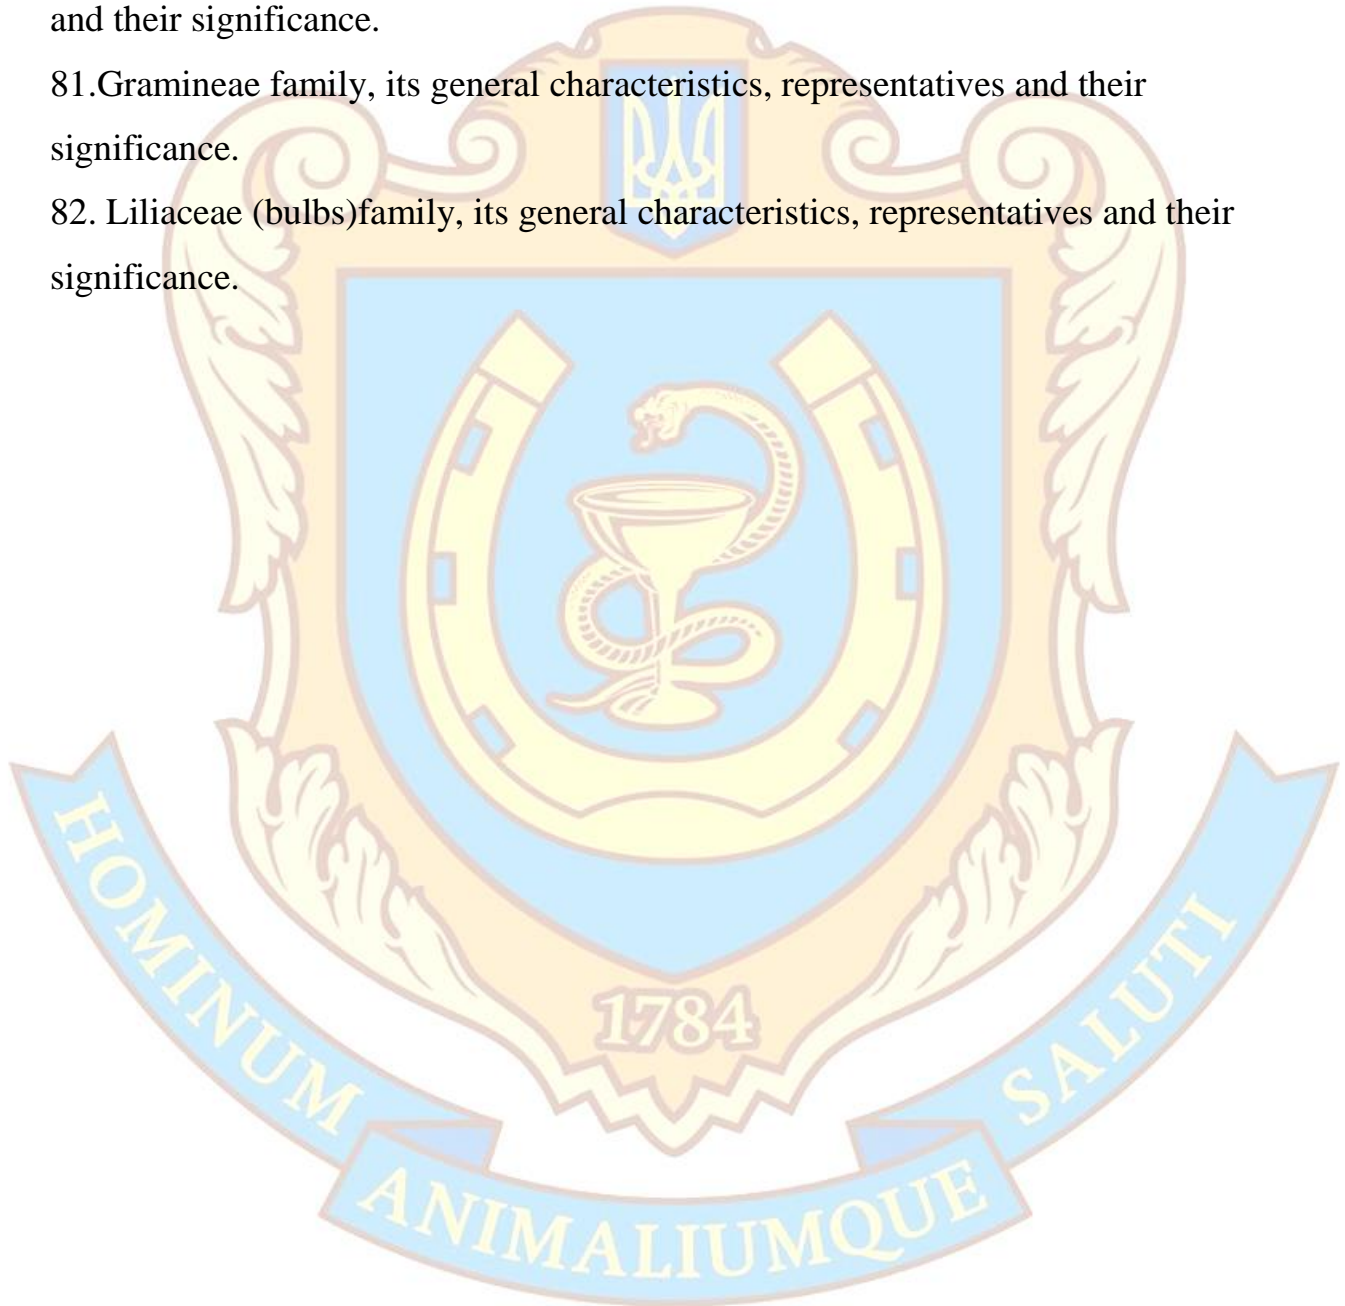 and their significance.
81.Gramineae family, its general characteristics, representatives and their
significance.
82. Liliaceae (bulbs)family, its general characteristics, representatives and their
significance.
1784
HOMINUM
ANIMALIUMQUE
SALUTI